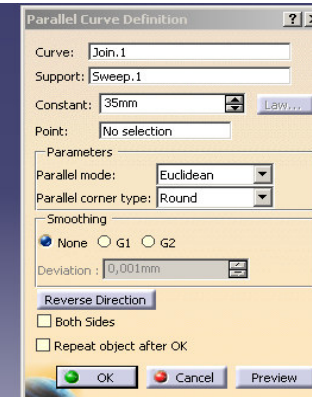 Parallel Curve Definition ?
Curve: Join.1
Support: Sweep.1
Constant: 35mm Law...
Point: No selection
Parameters
Parallel mode: Euclidean
Parallel corner type: Round
Smoothing
None G1 G2
Deviation : 0,001mm
Reverse Direction
Both Sides
Repeat object after OK
OK Cancel Preview